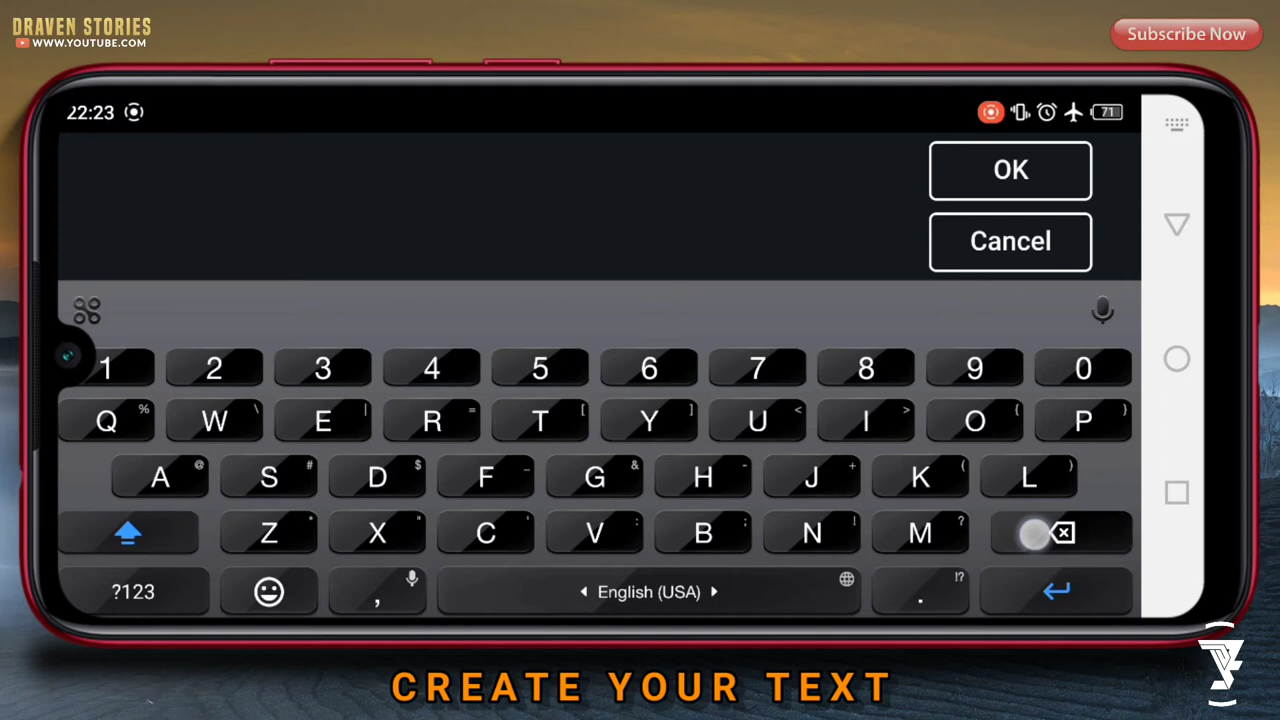 DRAVEN STORIES
WWW.YOUTUBE.COM
Subscribe Now
22:23
71
OK
Cancel
1 2 3 4 5 6 7 8 9 0
Q % W \ E | R = T [ Y ] U < I > O { P }
A @ S # D $ F _ G & H - J + K ( L )
Z * X " C ' V : B ; N ! M ?
?123 , English (USA) . !?
CREATE YOUR TEXT